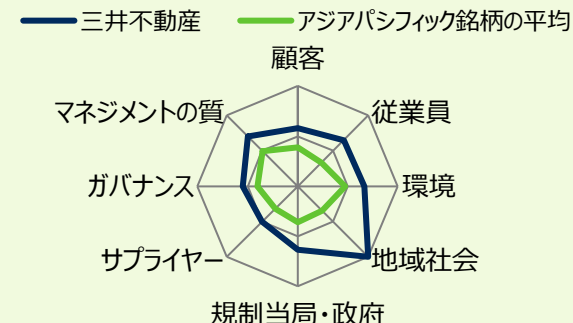 三井不動産 アジアパシフィック銘柄の平均
顧客
マネジメントの質 従業員
ガバナンス 環境
サプライヤー 地域社会
規制当局・政府